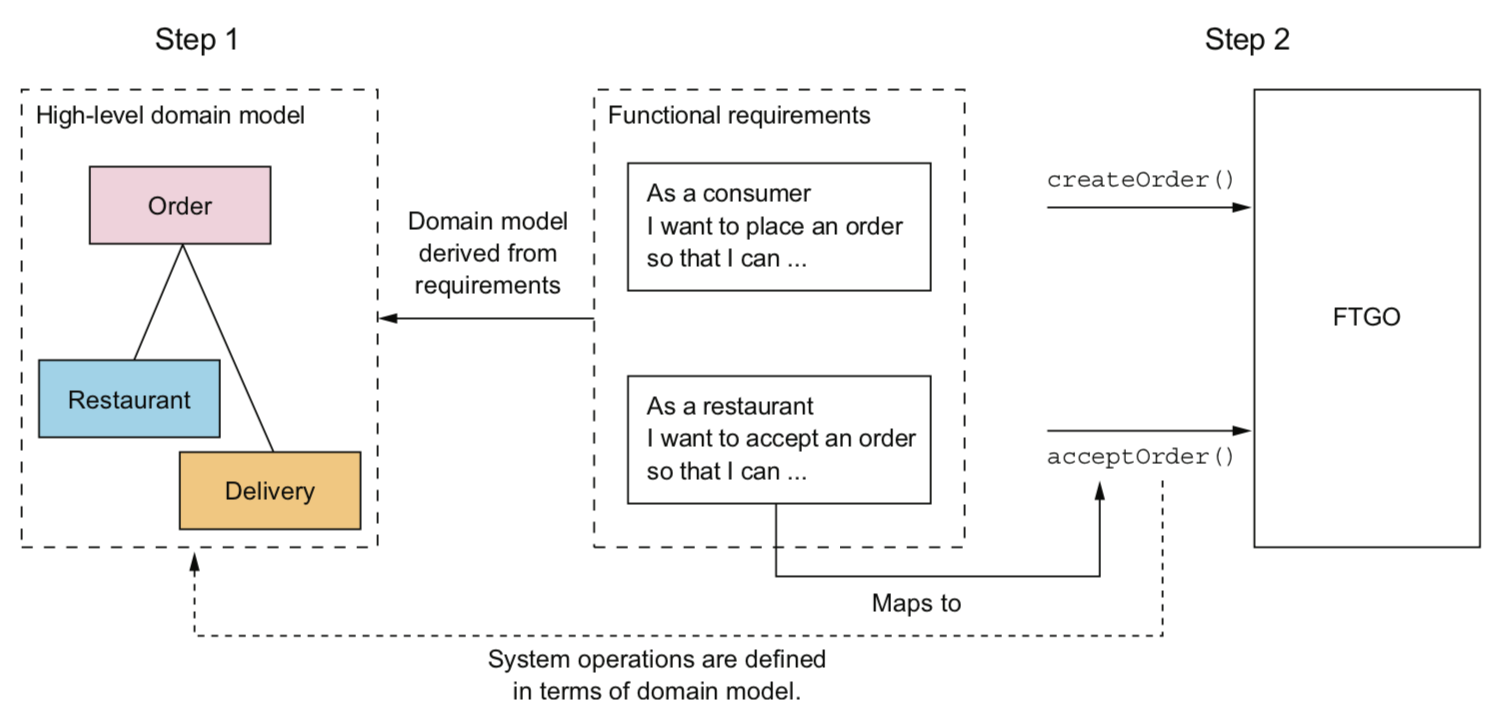 Step 1
Step 2
High-level domain model
Order
Restaurant
Delivery
Domain model
derived from
requirements
Functional requirements
As a consumer
I want to place an order
so that I can ...
As a restaurant
I want to accept an order
so that I can ...
createOrder()
acceptOrder()
FTGO
Maps to
System operations are defined
in terms of domain model.